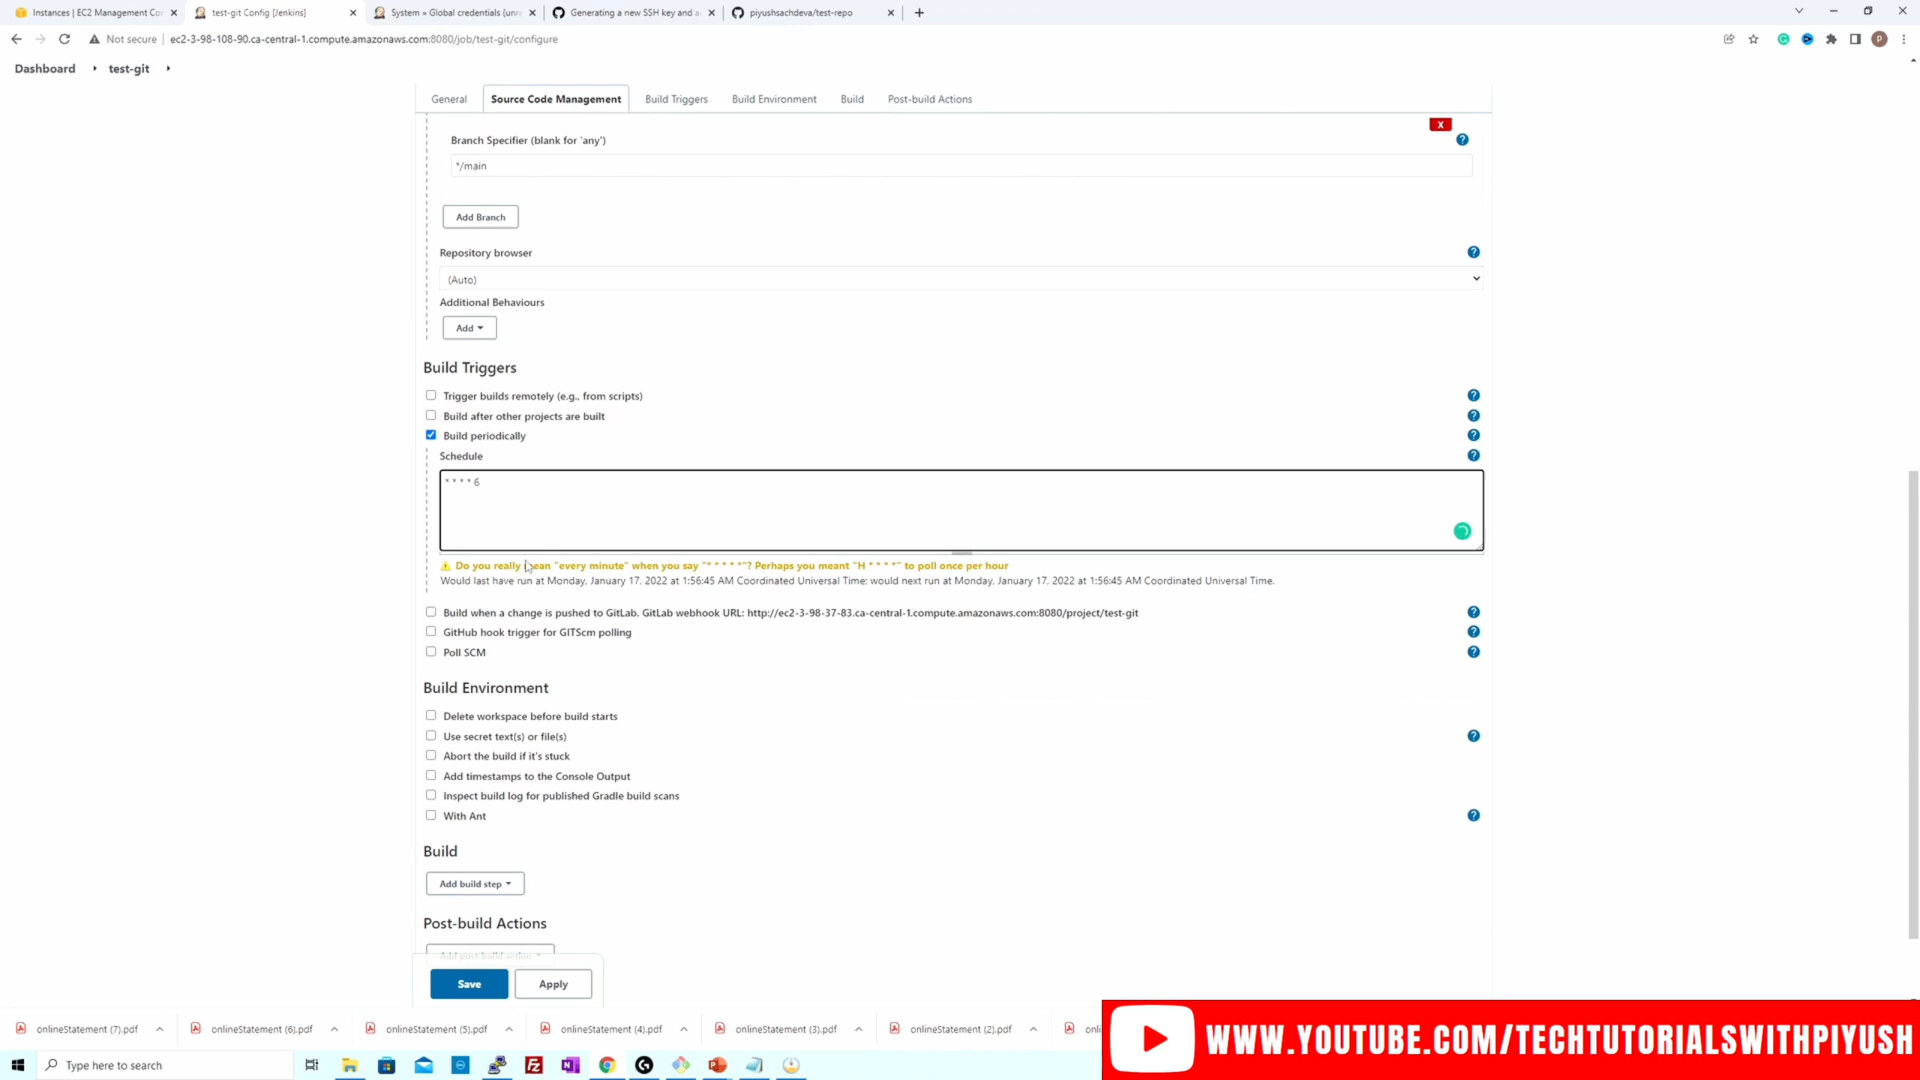 Instances | EC2 Management Co
test-git Config [Jenkins]
System » Global credentials (unr
Generating a new SSH key and a
piyushsachdeva/test-repo
Not secure | ec2-3-98-108-90.ca-central-1.compute.amazonaws.com:8080/job/test-git/configure
Dashboard test-git
General Source Code Management Build Triggers Build Environment Build Post-build Actions
X
Branch Specifier (blank for 'any')
*/main
Add Branch
Repository browser
(Auto)
Additional Behaviours
Add
Build Triggers
Trigger builds remotely (e.g., from scripts)
Build after other projects are built
Build periodically
Schedule
* * * * 6
Do you really mean "every minute" when you say "* * * * *"? Perhaps you meant "H * * * *" to poll once per hour
Would last have run at Monday, January 17, 2022 at 1:56:45 AM Coordinated Universal Time; would next run at Monday, January 17, 2022 at 1:56:45 AM Coordinated Universal Time.
Build when a change is pushed to GitLab. GitLab webhook URL: http://ec2-3-98-37-83.ca-central-1.compute.amazonaws.com:8080/project/test-git
GitHub hook trigger for GITScm polling
Poll SCM
Build Environment
Delete workspace before build starts
Use secret text(s) or file(s)
Abort the build if it's stuck
Add timestamps to the Console Output
Inspect build log for published Gradle build scans
With Ant
Build
Add build step
Post-build Actions
Add post-build action
Save Apply
onlineStatement (7).pdf onlineStatement (6).pdf onlineStatement (5).pdf onlineStatement (4).pdf onlineStatement (3).pdf onlineStatement (2).pdf
WWW.YOUTUBE.COM/TECHTUTORIALSWITHPIYUSH
Type here to search